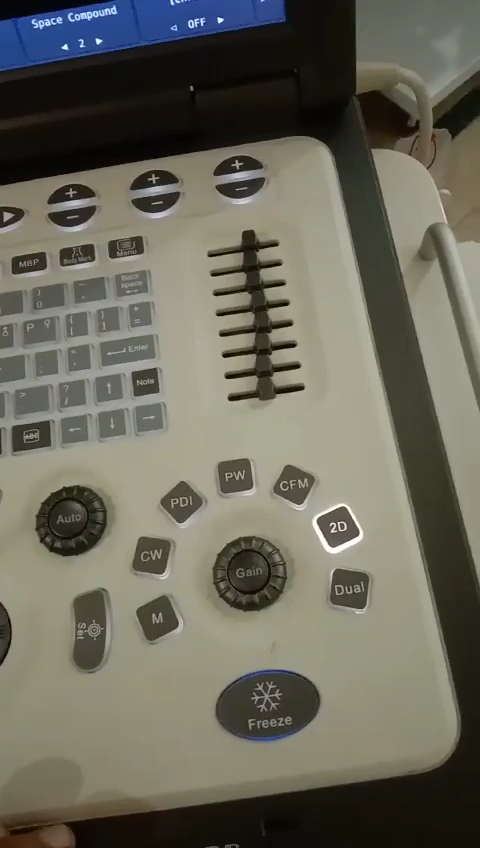 Space Compound
2
OFF
MBP
Body Mark
Menu
Back
space
)
0
-
+
=
P
{
[
}
]
Enter
>
?
/
Note
ABC
Auto
PDI
PW
CFM
2D
CW
Gain
Dual
Set
M
Freeze